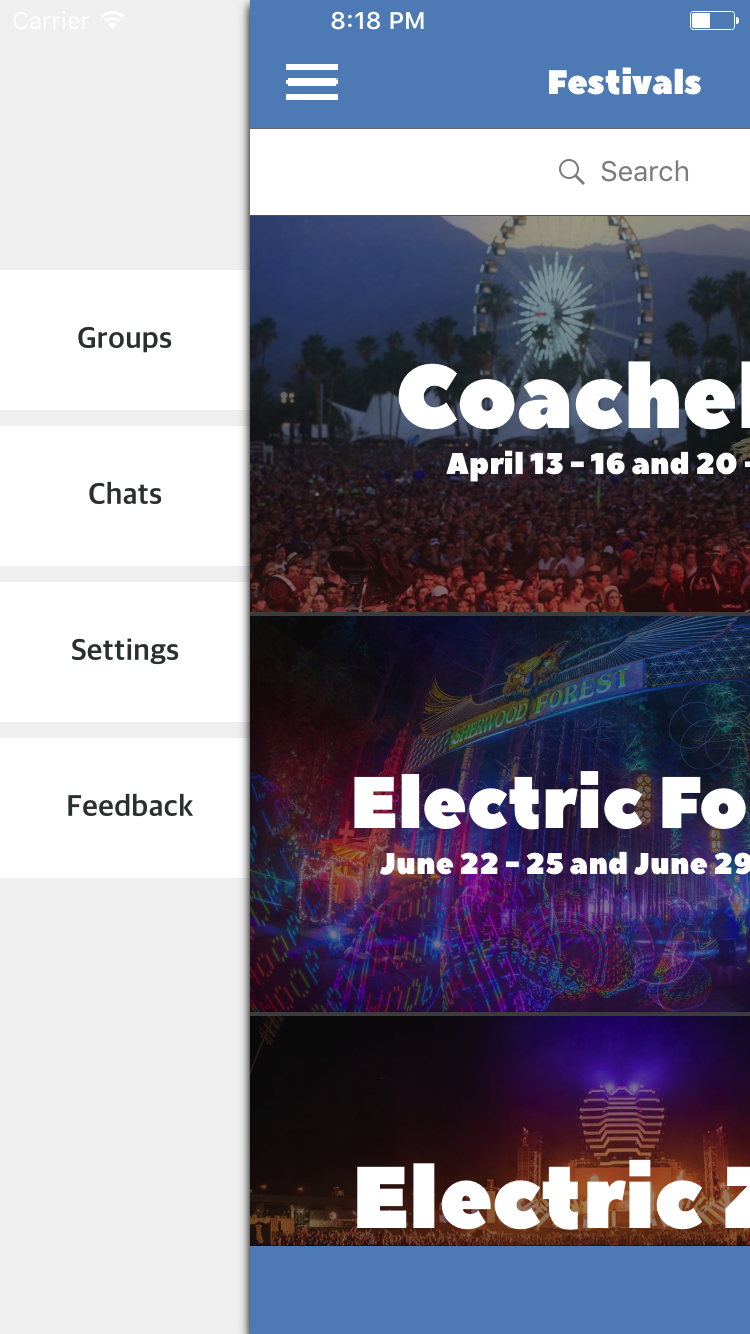 Carrier 8:18 PM
Festivals
Search
Groups
Chats
Settings
Feedback
Coachel
April 13 - 16 and 20 -
SHERWOOD FOREST
Electric Fo
June 22 - 25 and June 29
Electric Z